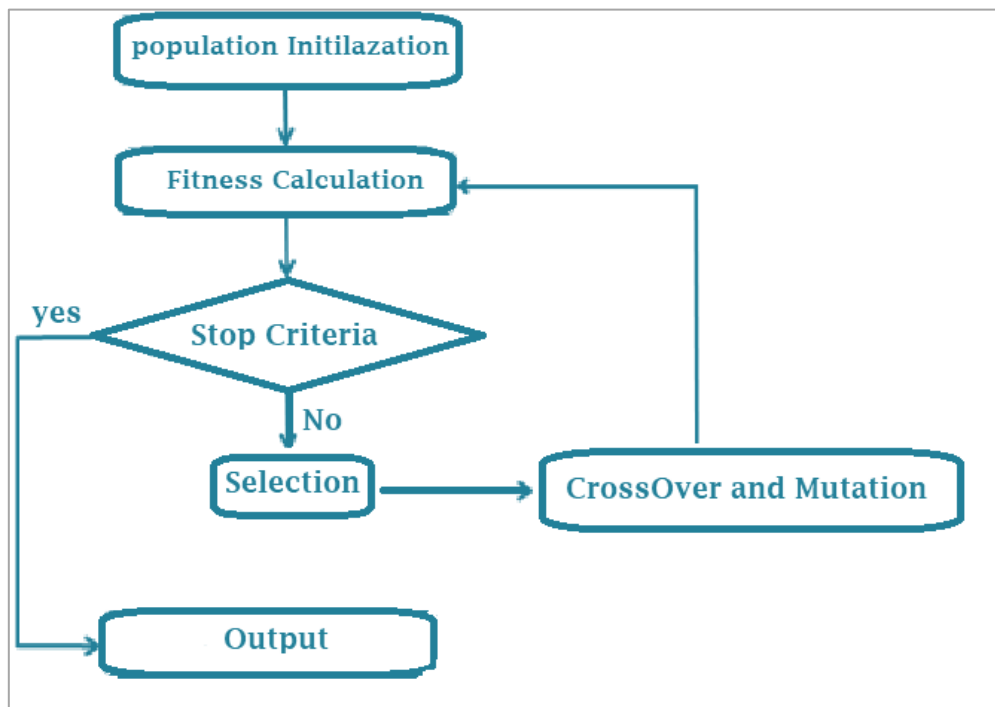 population Initilazation
Fitness Calculation
yes
Stop Criteria
No
Selection
CrossOver and Mutation
Output